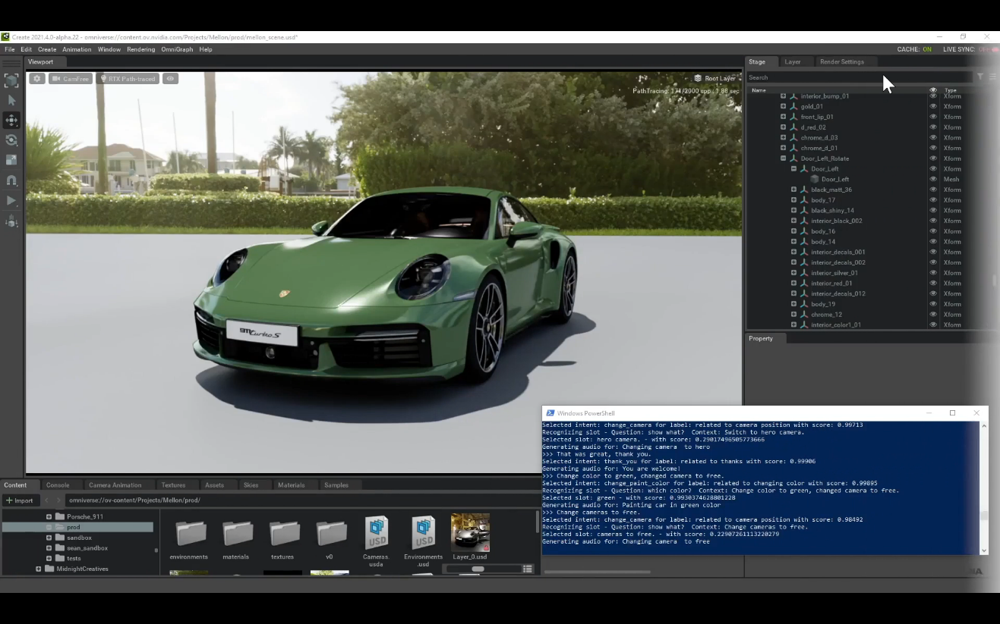 Create 2021.4.0-alpha.22 - omniverse://content.ov.nvidia.com/Projects/Mellon/prod/mellon_scene.usd*
File Edit Create Animation Window Rendering OmniGraph Help
CACHE: ON LIVE SYNC:
Viewport
CamFree RTX Path-traced
Root Layer
PathTracing: 171/2000 spp : 1.88 sec
911 turbo S
Stage Layer Render Settings
Search
Name Type
interior_bump_01 Xform
gold_01 Xform
front_lip_01 Xform
d_red_02 Xform
chrome_d_03 Xform
chrome_d_01 Xform
Door_Left_Rotate Xform
Door_Left Xform
Door_Left Mesh
black_matt_36 Xform
body_17 Xform
black_shiny_14 Xform
interior_black_002 Xform
body_16 Xform
body_14 Xform
interior_decals_001 Xform
interior_decals_002 Xform
interior_silver_01 Xform
interior_red_01 Xform
interior_decals_012 Xform
body_19 Xform
chrome_12 Xform
interior_color1_01 Xform
Property
Windows PowerShell
Selected intent: change_camera for label: related to camera position with score: 0.99713
Recognizing slot - Question: show what? Context: Switch to hero camera.
Selected slot: hero camera. - with score: 0.29017496505773666
Generating audio for: Changing camera to hero
>>> That was great, thank you.
Selected intent: thank_you for label: related to thanks with score: 0.99906
Generating audio for: You are welcome!
>>> Change color to green, changed camera to free.
Selected intent: change_paint_color for label: related to changing color with score: 0.99895
Recognizing slot - Question: which color? Context: Change color to green, changed camera to free.
Selected slot: green - with score: 0.9930374628801228
Generating audio for: Painting car in green color
>>> Change cameras to free.
Selected intent: change_camera for label: related to camera position with score: 0.98492
Recognizing slot - Question: show what? Context: Change cameras to free.
Selected slot: cameras to free. - with score: 0.22907261113220279
Generating audio for: Changing camera to free
Content Console Camera Animation Textures Assets Skies Materials Samples
+ Import omniverse://ov-content/Projects/Mellon/prod/
Porsche_911
prod
sandbox
sean_sandbox
tests
MidnightCreatives
environments materials textures v0 Cameras.usda Environments.usd Layer_0.usd
USD USD